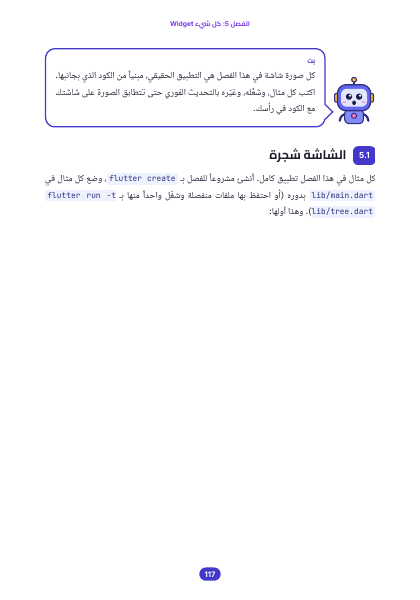 الفصل 5: كل شيء Widget
بت
كل صورة شاشة في هذا الفصل هي التطبيق الحقيقي، مبنياً من الكود الذي بجانبها.
اكتب كل مثال، وشغّله، وغيّره بالتحديث الفوري حتى تتطابق الصورة على شاشتك
مع الكود في رأسك.
5.1 الشاشة شجرة
كل مثال في هذا الفصل تطبيق كامل. أنشئ مشروعاً للفصل بـ flutter create، وضع كل مثال في
lib/main.dart بدوره (أو احتفظ بها ملفات منفصلة وشغّل واحداً منها بـ flutter run -t
lib/tree.dart). وهذا أولها:
117